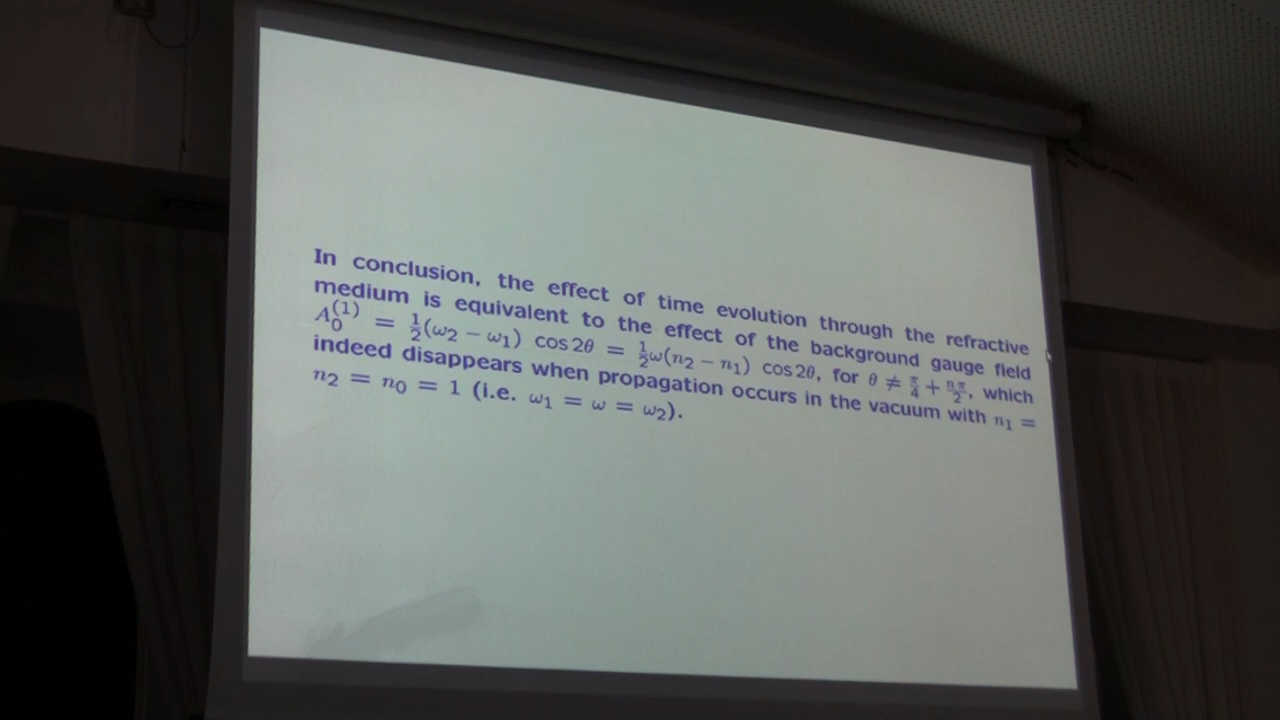 In conclusion, the effect of time evolution through the refractive
medium is equivalent to the effect of the background gauge field
A₀⁽¹⁾ = ½(ω₂ − ω₁) cos 2θ = ½ω(n₂ − n₁) cos 2θ, for θ ≠ π/4 + nπ/2, which
indeed disappears when propagation occurs in the vacuum with n₁ =
n₂ = n₀ = 1 (i.e. ω₁ = ω = ω₂).